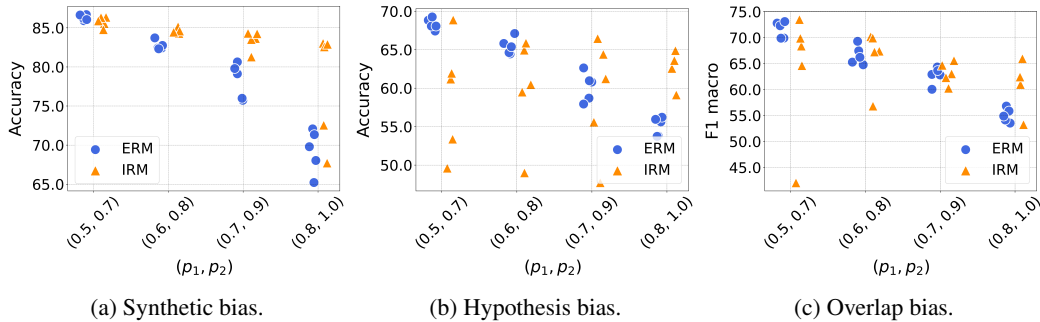 85.0
80.0
75.0
70.0
65.0
Accuracy
ERM
IRM
(0.5, 0.7)
(0.6, 0.8)
(0.7, 0.9)
(0.8, 1.0)
(p₁, p₂)
(a) Synthetic bias.
70.0
65.0
60.0
55.0
50.0
Accuracy
ERM
IRM
(0.5, 0.7)
(0.6, 0.8)
(0.7, 0.9)
(0.8, 1.0)
(p₁, p₂)
(b) Hypothesis bias.
75.0
70.0
65.0
60.0
55.0
50.0
45.0
F1 macro
ERM
IRM
(0.5, 0.7)
(0.6, 0.8)
(0.7, 0.9)
(0.8, 1.0)
(p₁, p₂)
(c) Overlap bias.